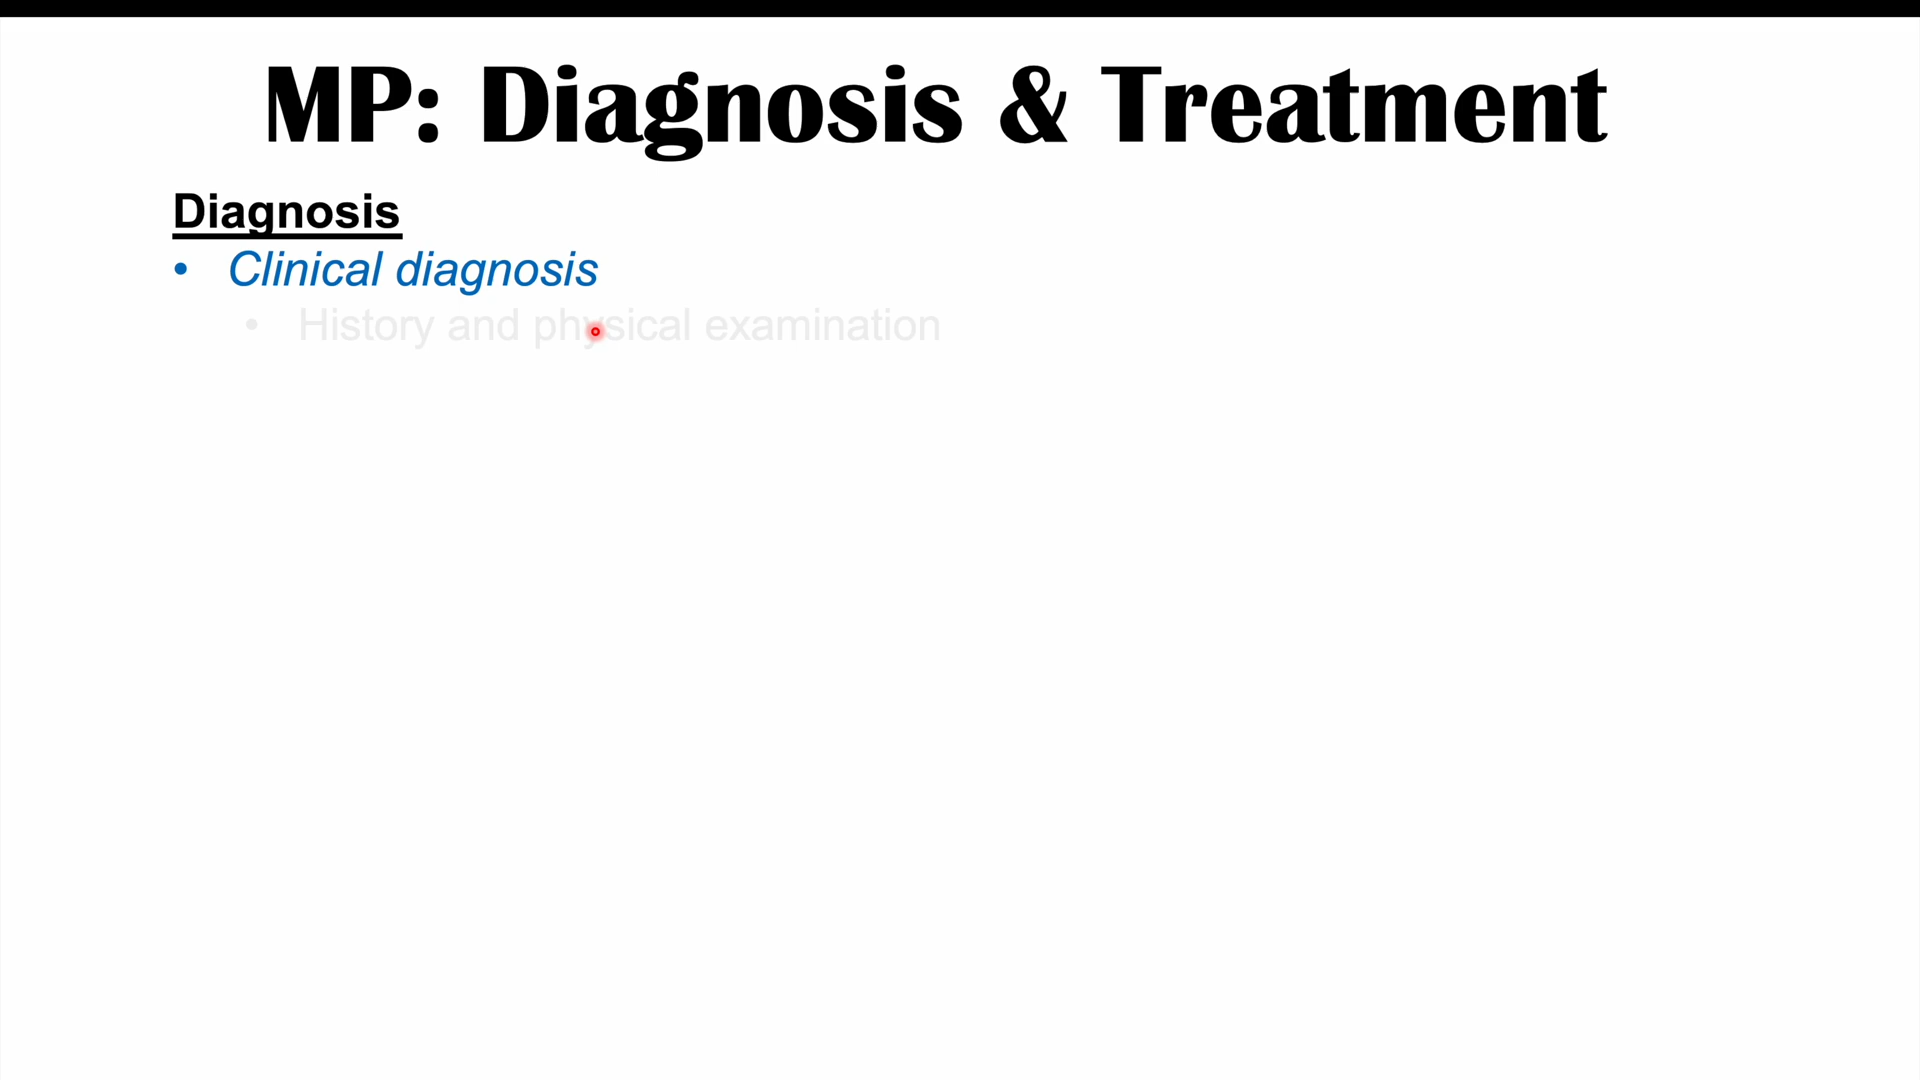 MP: Diagnosis & Treatment
Diagnosis
• Clinical diagnosis
• History and physical examination